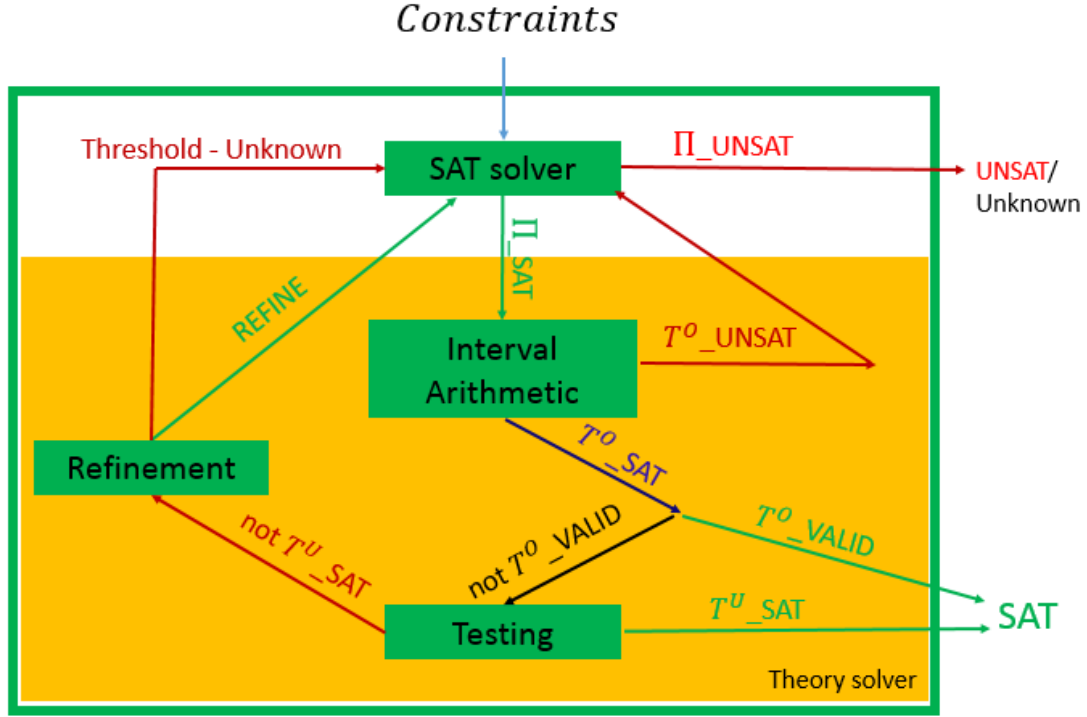 Constraints
Threshold - Unknown
SAT solver
Π_UNSAT
UNSAT/
Unknown
Π_SAT
REFINE
Interval
Arithmetic
T^O_UNSAT
T^O_SAT
Refinement
not T^U_SAT
not T^O_VALID
T^O_VALID
Testing
T^U_SAT
SAT
Theory solver